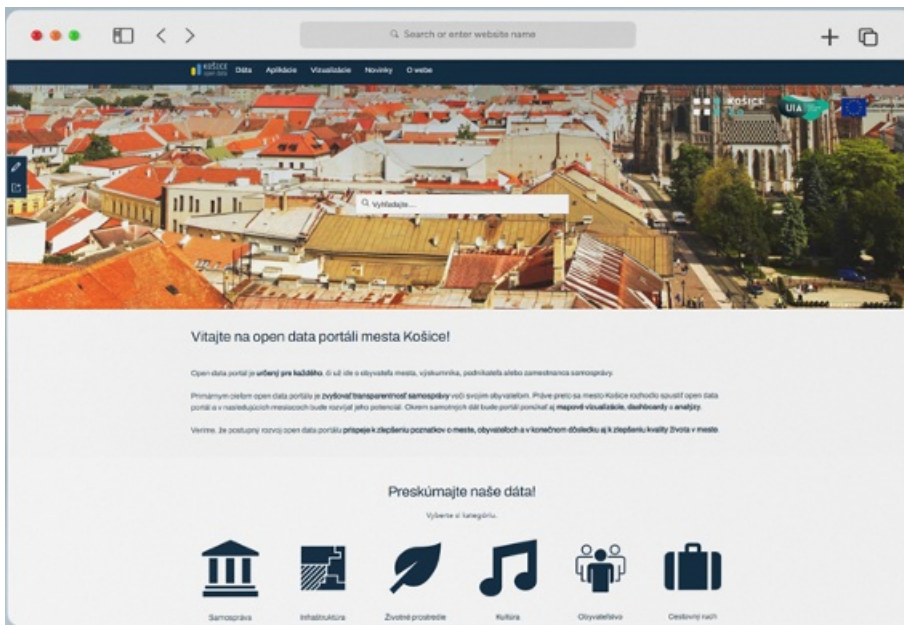 Search or enter website name
KOŠICE
open data
Dáta Aplikácie Vizualizácie Novinky O webe
KOŠICE
UIA
Vyhľadajte...
Vitajte na open data portáli mesta Košice!
Open data portál je určený pre každého, či už ide o obyvateľa mesta, výskumníka, podnikateľa alebo zamestnanca samosprávy.
Primárnym cieľom open data portálu je zvyšovať transparentnosť samosprávy voči svojim obyvateľom. Práve preto sa mesto Košice rozhodlo spustiť open data
portál a v nasledujúcich mesiacoch bude rozvíjať jeho potenciál. Okrem samotných dát bude portál ponúkať aj mapové vizualizácie, dashboardy a analýzy.
Veríme, že postupný rozvoj open data portálu prispeje k zlepšeniu poznatkov o meste, obyvateľoch a v konečnom dôsledku aj k zlepšeniu kvality života v meste.
Preskúmajte naše dáta!
Vyberte si kategóriu.
Samospráva Infraštruktúra Životné prostredie Kultúra Obyvateľstvo Cestovný ruch